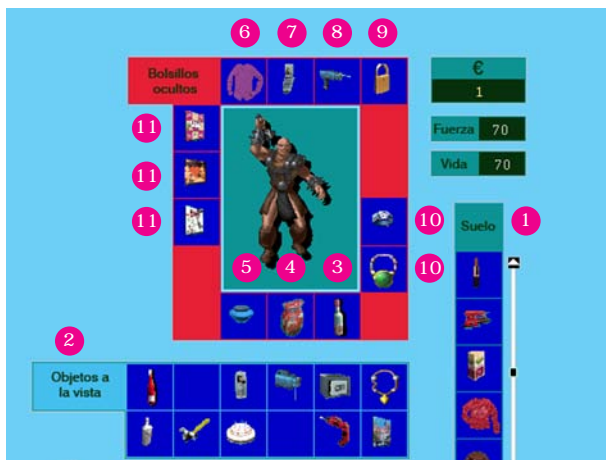 6 7 8 9
Bolsillos
ocultos
€
1
11
Fuerza 70
11
Vida 70
11
10
Suelo 1
5 4 3
10
2
Objetos a
la vista